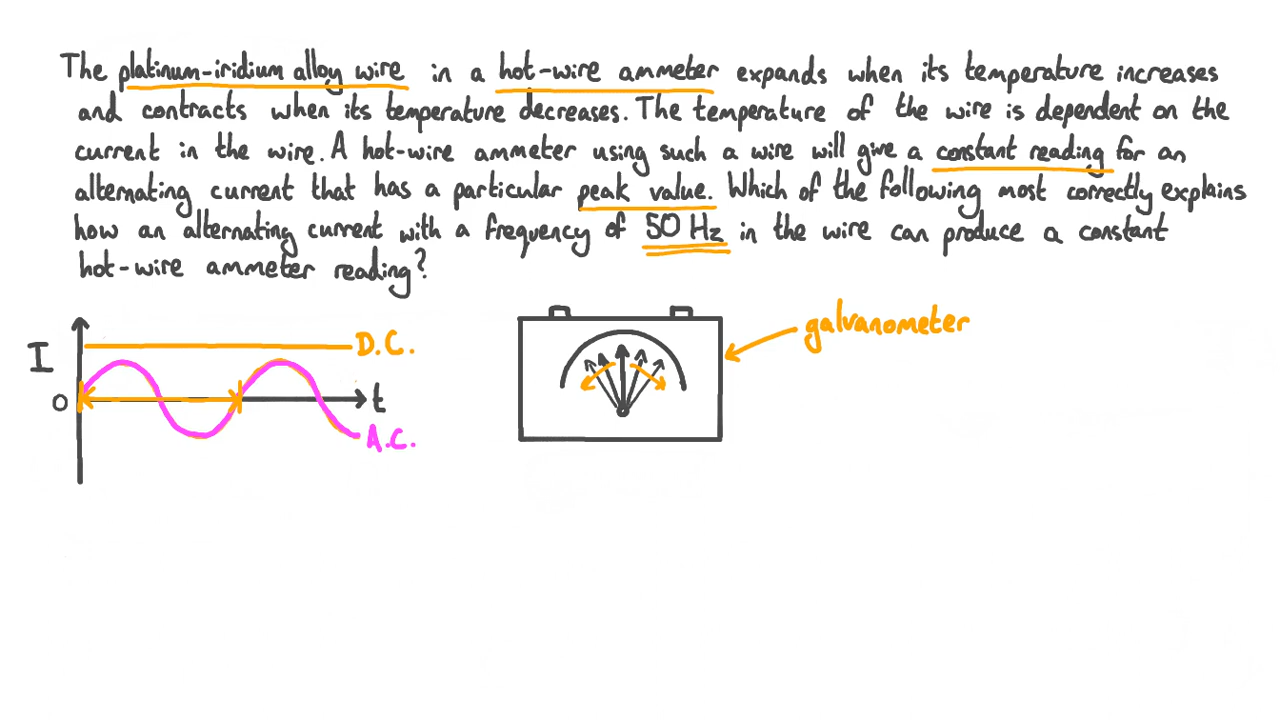 The platinum-iridium alloy wire in a hot-wire ammeter expands when its temperature increases
and contracts when its temperature decreases. The temperature of the wire is dependent on the
current in the wire. A hot-wire ammeter using such a wire will give a constant reading for an
alternating current that has a particular peak value. Which of the following most correctly explains
how an alternating current with a frequency of 50 Hz in the wire can produce a constant
hot-wire ammeter reading?
I
D.C.
0
t
A.C.
galvanometer